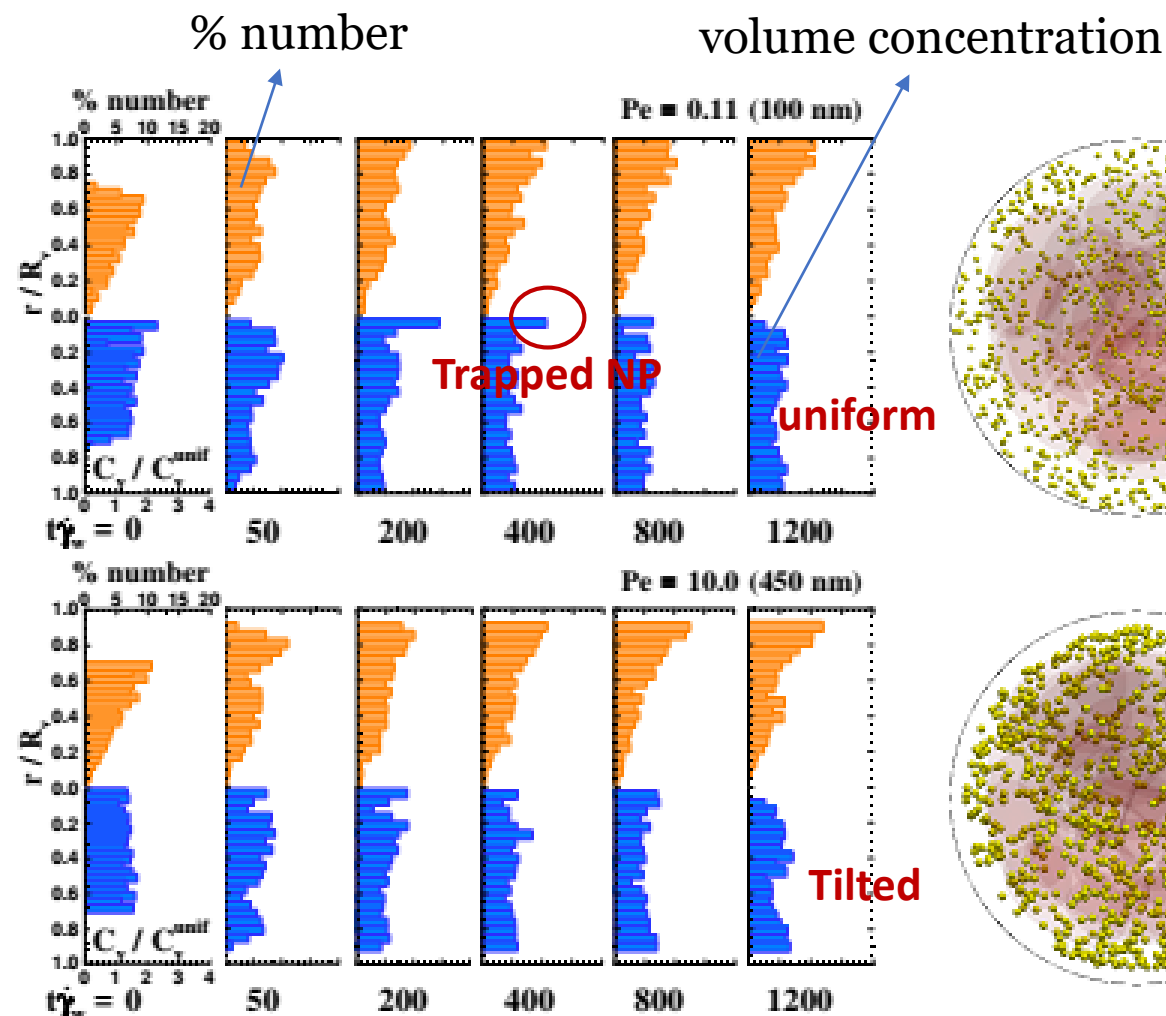 % number
volume concentration
% number
0 5 10 15 20
Pe = 0.11 (100 nm)
1.0
0.8
0.6
0.4
0.2
0.0
0.2
0.4
0.6
0.8
1.0
r / R
Trapped NP
uniform
0 1 2 3 4
= 0 50 200 400 800 1200
% number
0 5 10 15 20
Pe = 10.0 (450 nm)
1.0
0.8
0.6
0.4
0.2
0.0
0.2
0.4
0.6
0.8
1.0
r / R
Tilted
0 1 2 3 4
= 0 50 200 400 800 1200